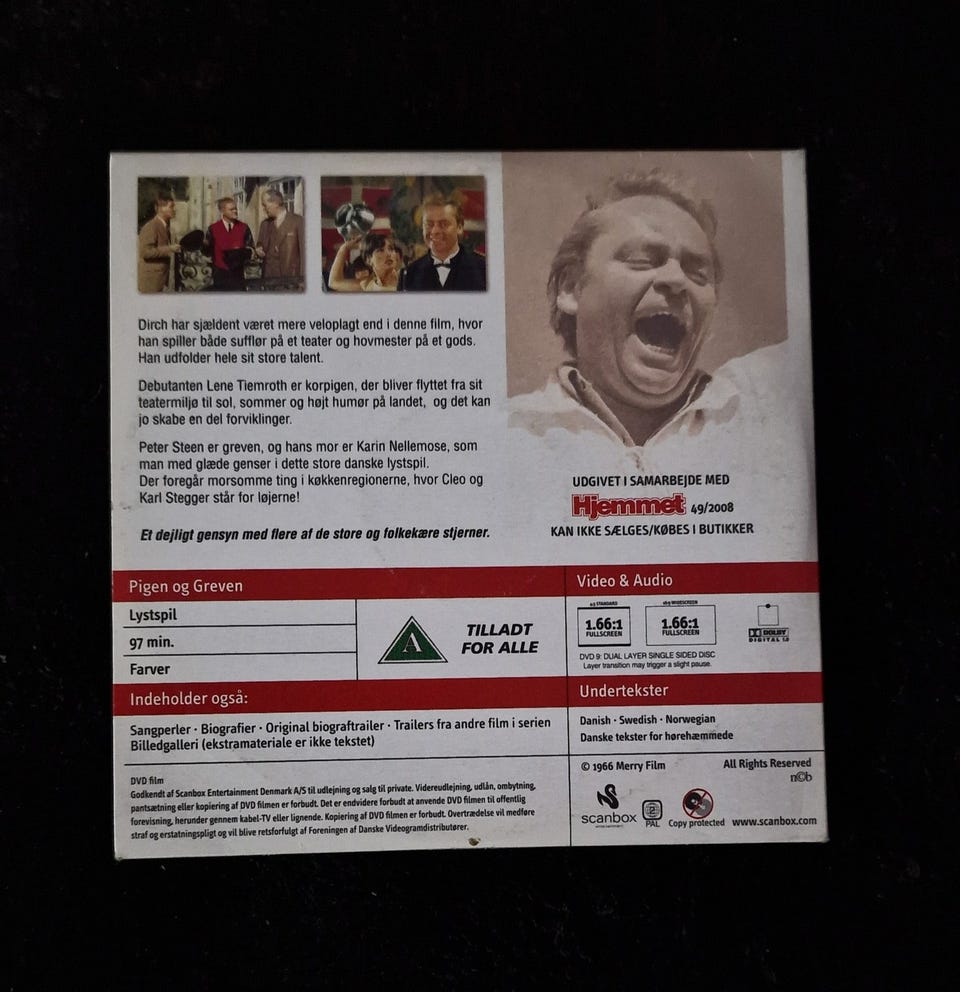 Dirch har sjældent været mere veloplagt end i denne film, hvor
han spiller både sufflør på et teater og hovmester på et gods.
Han udfolder hele sit store talent.
Debutanten Lene Tiemroth er korpigen, der bliver flyttet fra sit
teatermiljø til sol, sommer og højt humør på landet, og det kan
jo skabe en del forviklinger.
Peter Steen er greven, og hans mor er Karin Nellemose, som
man med glæde genser i dette store danske lystspil.
Der foregår morsomme ting i køkkenregionerne, hvor Cleo og
Karl Stegger står for løjerne!
Et dejligt gensyn med flere af de store og folkekære stjerner.
UDGIVET I SAMARBEJDE MED
Hjemmet 49/2008
KAN IKKE SÆLGES/KØBES I BUTIKKER
Pigen og Greven
Lystspil
97 min.
Farver
A
TILLADT
FOR ALLE
Video & Audio
4:3 STANDARD
1.66:1
FULLSCREEN
16:9 WIDESCREEN
1.66:1
FULLSCREEN
DOLBY
DIGITAL 1.0
DVD 9: DUAL LAYER SINGLE SIDED DISC
Layer transition may trigger a slight pause.
Indeholder også:
Sangperler · Biografier · Original biograftrailer · Trailers fra andre film i serien
Billedgalleri (ekstramateriale er ikke tekstet)
Undertekster
Danish · Swedish · Norwegian
Danske tekster for hørehæmmede
DVD film
Godkendt af Scanbox Entertainment Denmark A/S til udlejning og salg til private. Videreudlejning, udlån, ombytning,
pantsætning eller kopiering af DVD filmen er forbudt. Det er endvidere forbudt at anvende DVD filmen til offentlig
forevisning, herunder gennem kabel-TV eller lignende. Kopiering af DVD filmen er forbudt. Overtrædelse vil medføre
straf og erstatningspligt og vil blive retsforfulgt af Foreningen af Danske Videogramdistributører.
© 1966 Merry Film
All Rights Reserved
n©b
scanbox
entertainment
2
PAL
Copy protected
www.scanbox.com